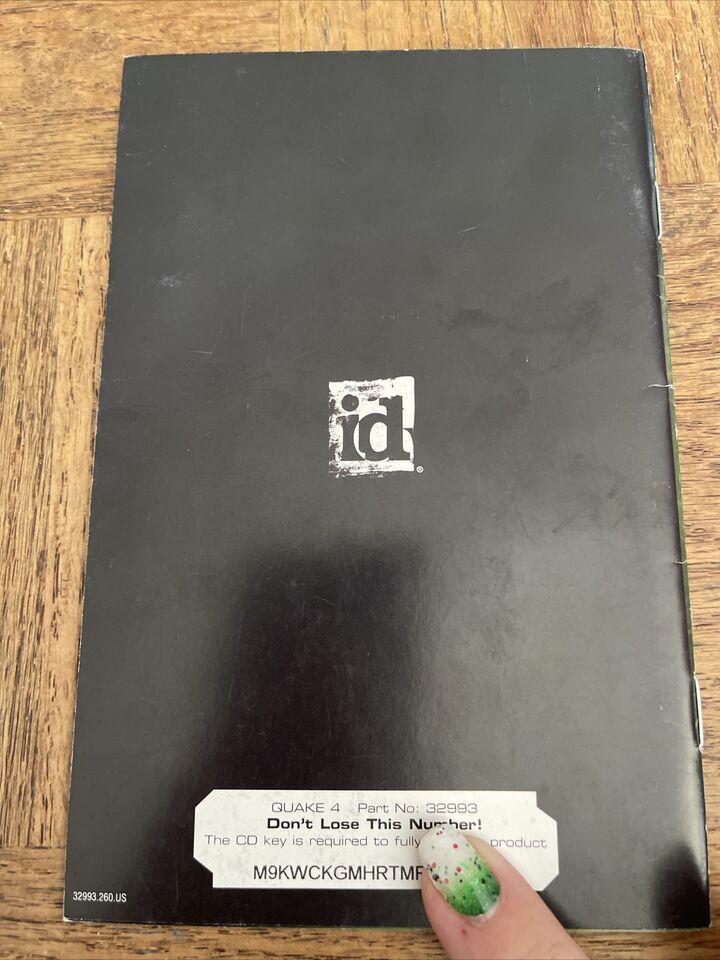 id
®
QUAKE 4 Part No: 32993
Don't Lose This Number!
The CD key is required to fully product
M9KWCKGMHRTMF
32993.260.US